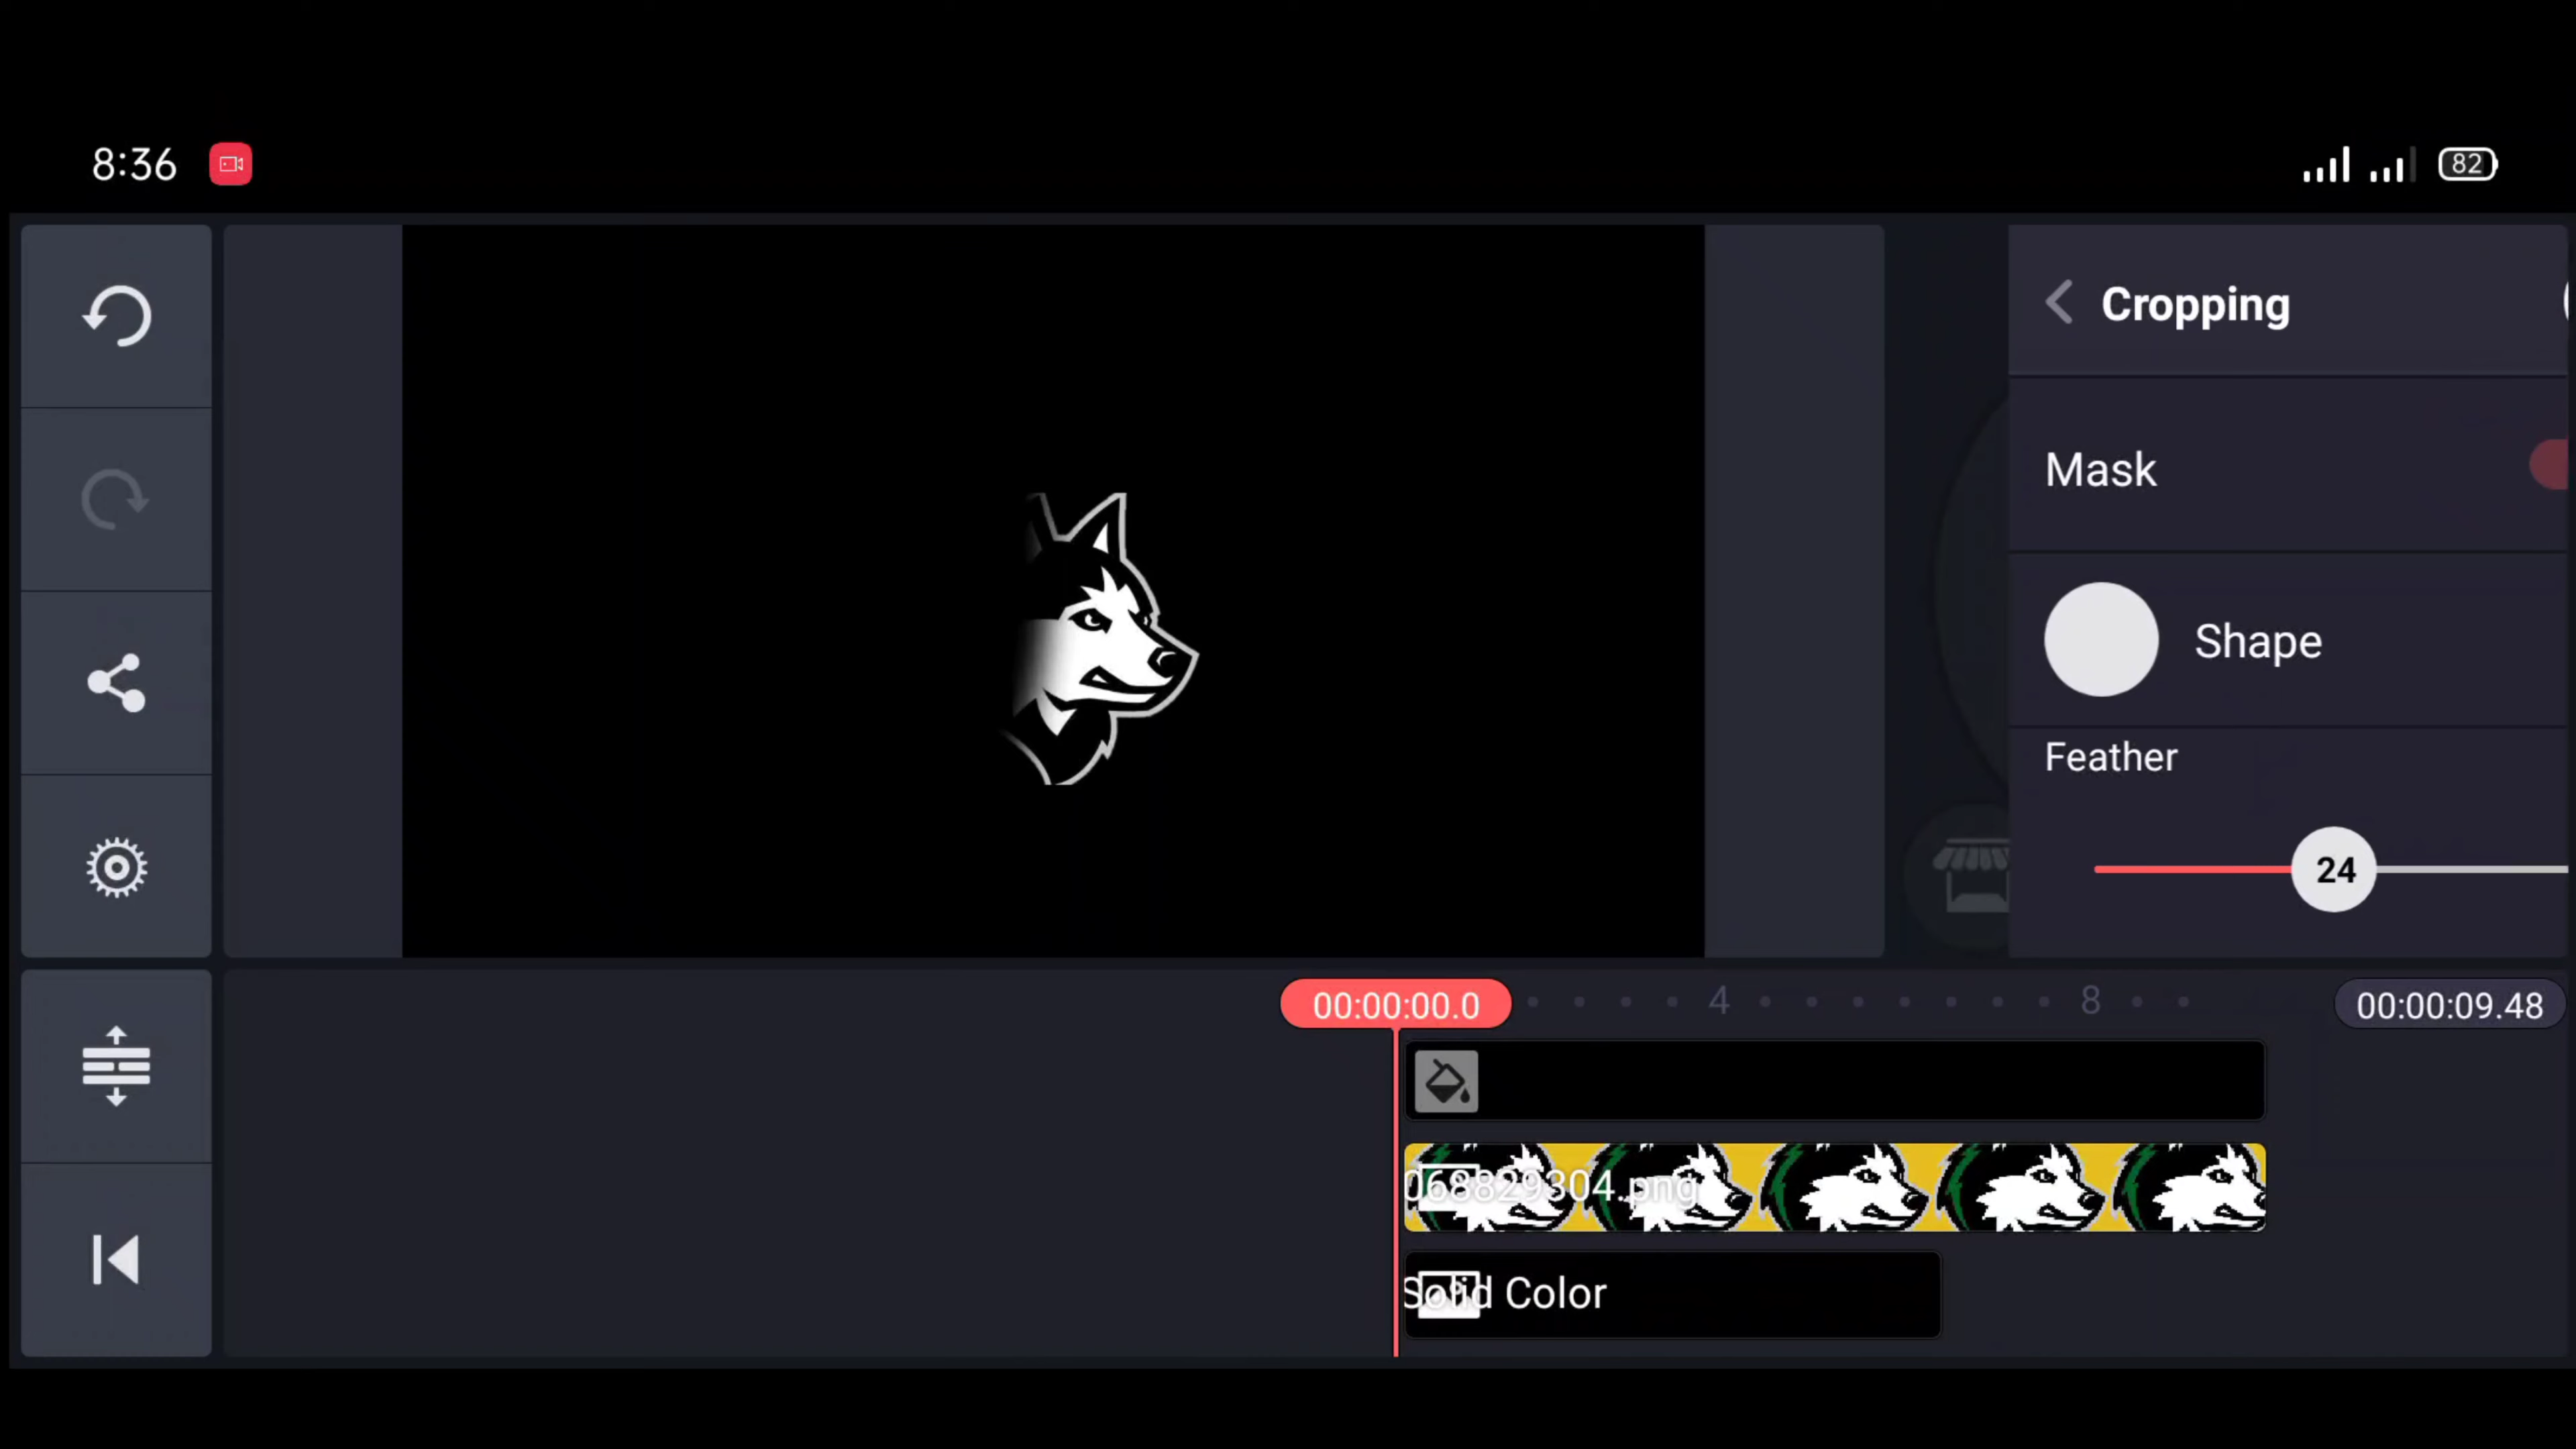 8:36
82
Cropping
Mask
Shape
Feather
24
00:00:00.0
4
8
00:00:09.48
068829304.png
Solid Color